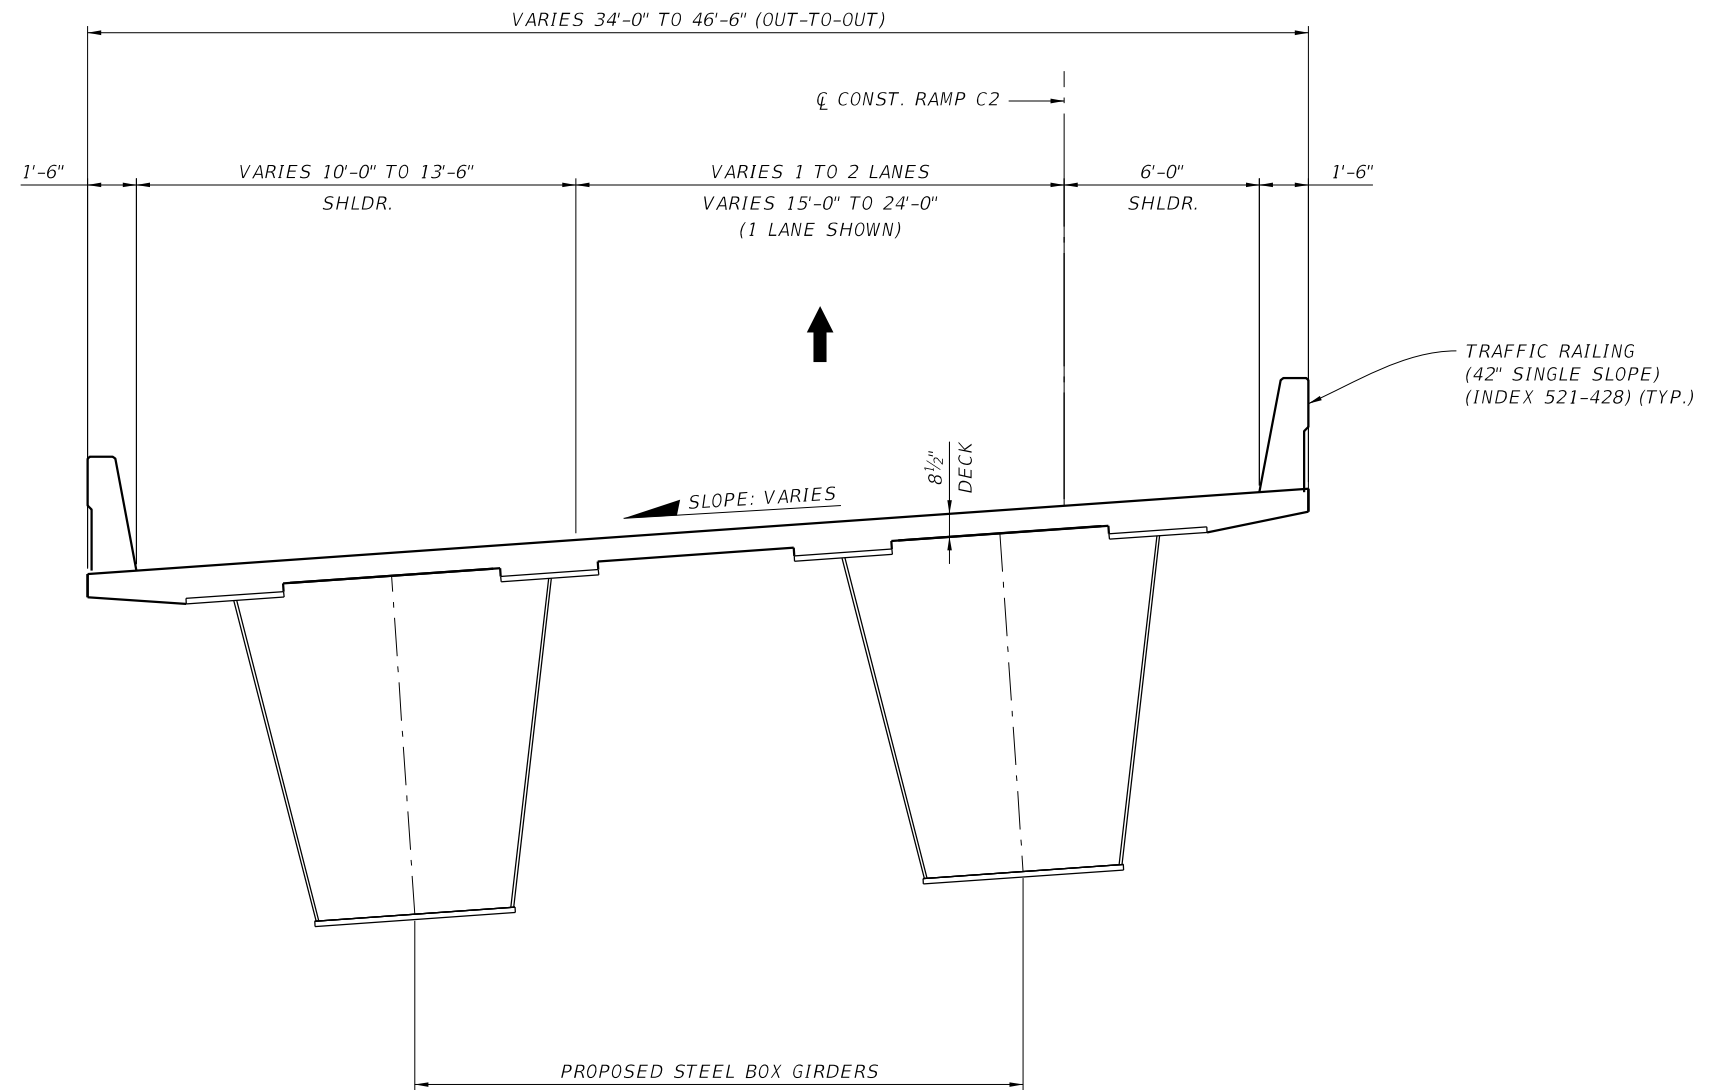 VARIES 34'-0" TO 46'-6" (OUT-TO-OUT)
℄ CONST. RAMP C2
1'-6"
VARIES 10'-0" TO 13'-6"
SHLDR.
VARIES 1 TO 2 LANES
VARIES 15'-0" TO 24'-0"
(1 LANE SHOWN)
6'-0"
SHLDR.
1'-6"
TRAFFIC RAILING
(42" SINGLE SLOPE)
(INDEX 521-428) (TYP.)
8½"
DECK
SLOPE: VARIES
PROPOSED STEEL BOX GIRDERS